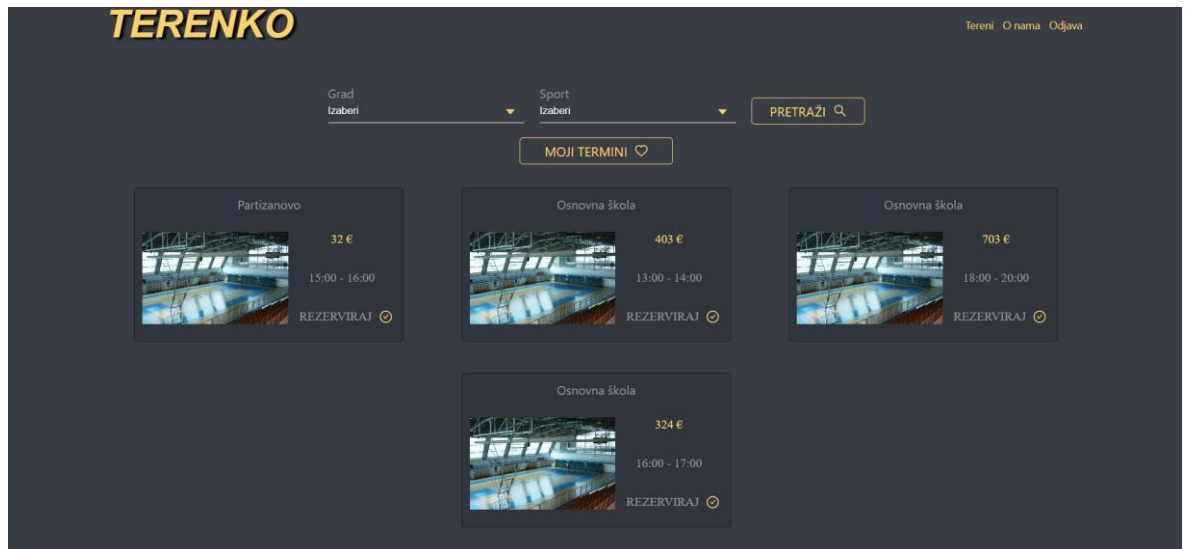 TERENKO
Tereni O nama Odjava
Grad
Izaberi
Sport
Izaberi
PRETRAŽI
MOJI TERMINI
Partizanovo
32 €
15:00 - 16:00
REZERVIRAJ
Osnovna škola
403 €
13:00 - 14:00
REZERVIRAJ
Osnovna škola
703 €
18:00 - 20:00
REZERVIRAJ
Osnovna škola
324 €
16:00 - 17:00
REZERVIRAJ